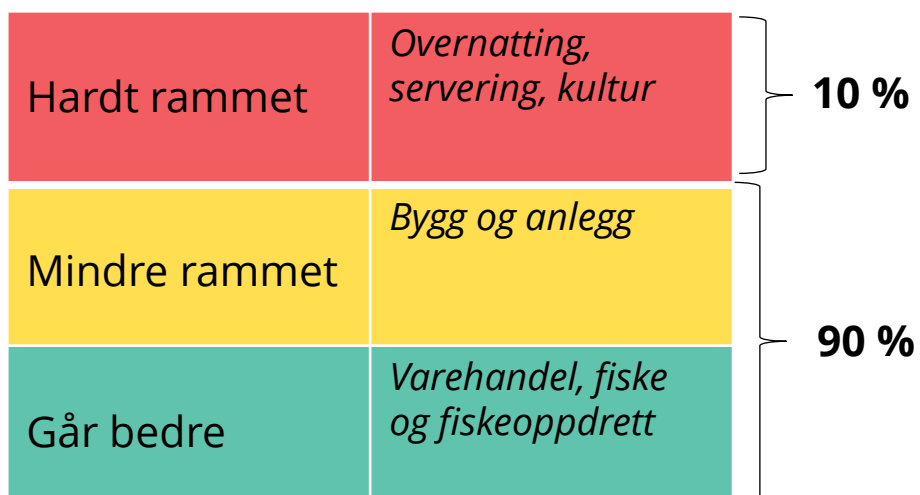 Hardt rammet
Overnatting,
servering, kultur
10 %
Mindre rammet
Bygg og anlegg
90 %
Går bedre
Varehandel, fiske
og fiskeoppdrett